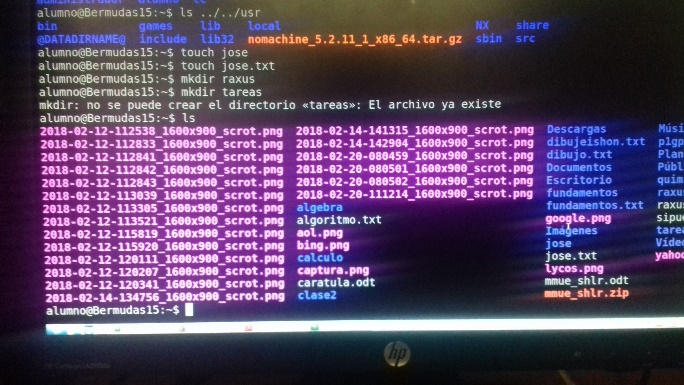 alumno@Bermudas15:~$ ls ../../usr
bin games lib local NX share
@DATADIRNAME@ include lib32 nomachine_5.2.11_1_x86_64.tar.gz sbin src
alumno@Bermudas15:~$ touch jose
alumno@Bermudas15:~$ touch jose.txt
alumno@Bermudas15:~$ mkdir raxus
alumno@Bermudas15:~$ mkdir tareas
mkdir: no se puede crear el directorio «tareas»: El archivo ya existe
alumno@Bermudas15:~$ ls
2018-02-12-112538_1600x900_scrot.png 2018-02-14-141315_1600x900_scrot.png Descargas Músi
2018-02-12-112833_1600x900_scrot.png 2018-02-14-142904_1600x900_scrot.png dibujeishon.txt p1gp
2018-02-12-112841_1600x900_scrot.png 2018-02-20-080459_1600x900_scrot.png dibujo.txt Plan
2018-02-12-112842_1600x900_scrot.png 2018-02-20-080501_1600x900_scrot.png Documentos Públ
2018-02-12-112843_1600x900_scrot.png 2018-02-20-080502_1600x900_scrot.png Escritorio quim
2018-02-12-113039_1600x900_scrot.png 2018-02-20-111214_1600x900_scrot.png fundamentos raxus
2018-02-12-113305_1600x900_scrot.png algebra fundamentos.txt raxu
2018-02-12-113521_1600x900_scrot.png algoritmo.txt google.png sipue
2018-02-12-115819_1600x900_scrot.png aol.png Imágenes tarea
2018-02-12-115920_1600x900_scrot.png bing.png jose Vídeo
2018-02-12-120111_1600x900_scrot.png calculo jose.txt yahoo
2018-02-12-120207_1600x900_scrot.png captura.png lycos.png
2018-02-12-120341_1600x900_scrot.png caratula.odt mmue_shlr.odt
2018-02-14-134756_1600x900_scrot.png clase2 mmue_shlr.zip
alumno@Bermudas15:~$
hp